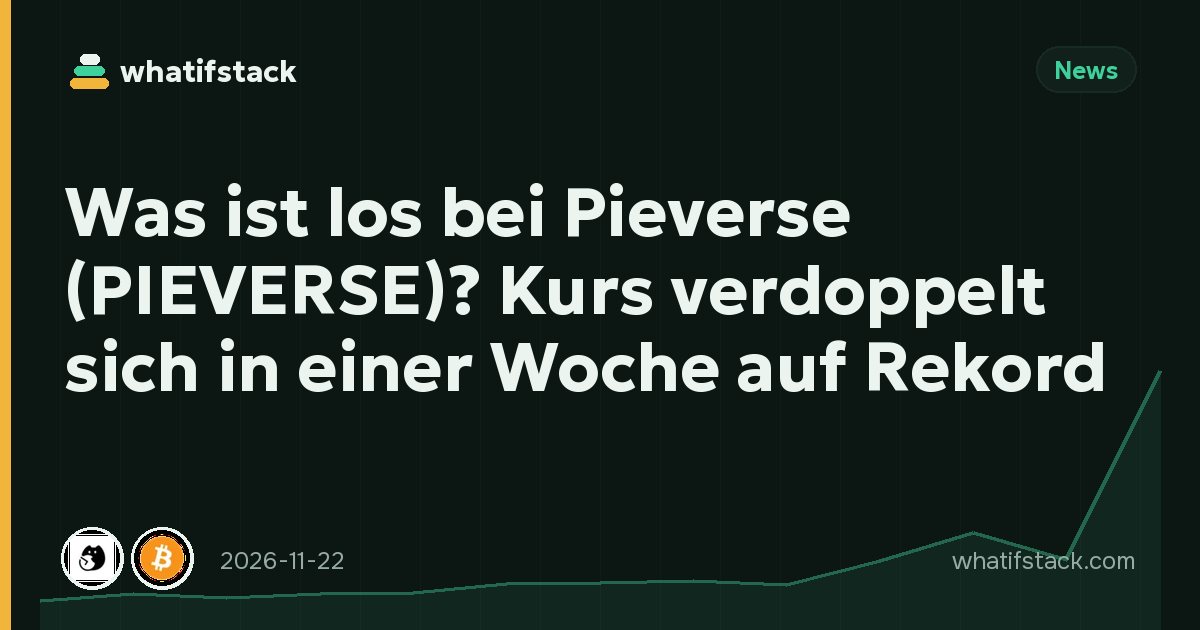 whatifstack
News
Was ist los bei Pieverse
(PIEVERSE)? Kurs verdoppelt
sich in einer Woche auf Rekord
2026-11-22
whatifstack.com